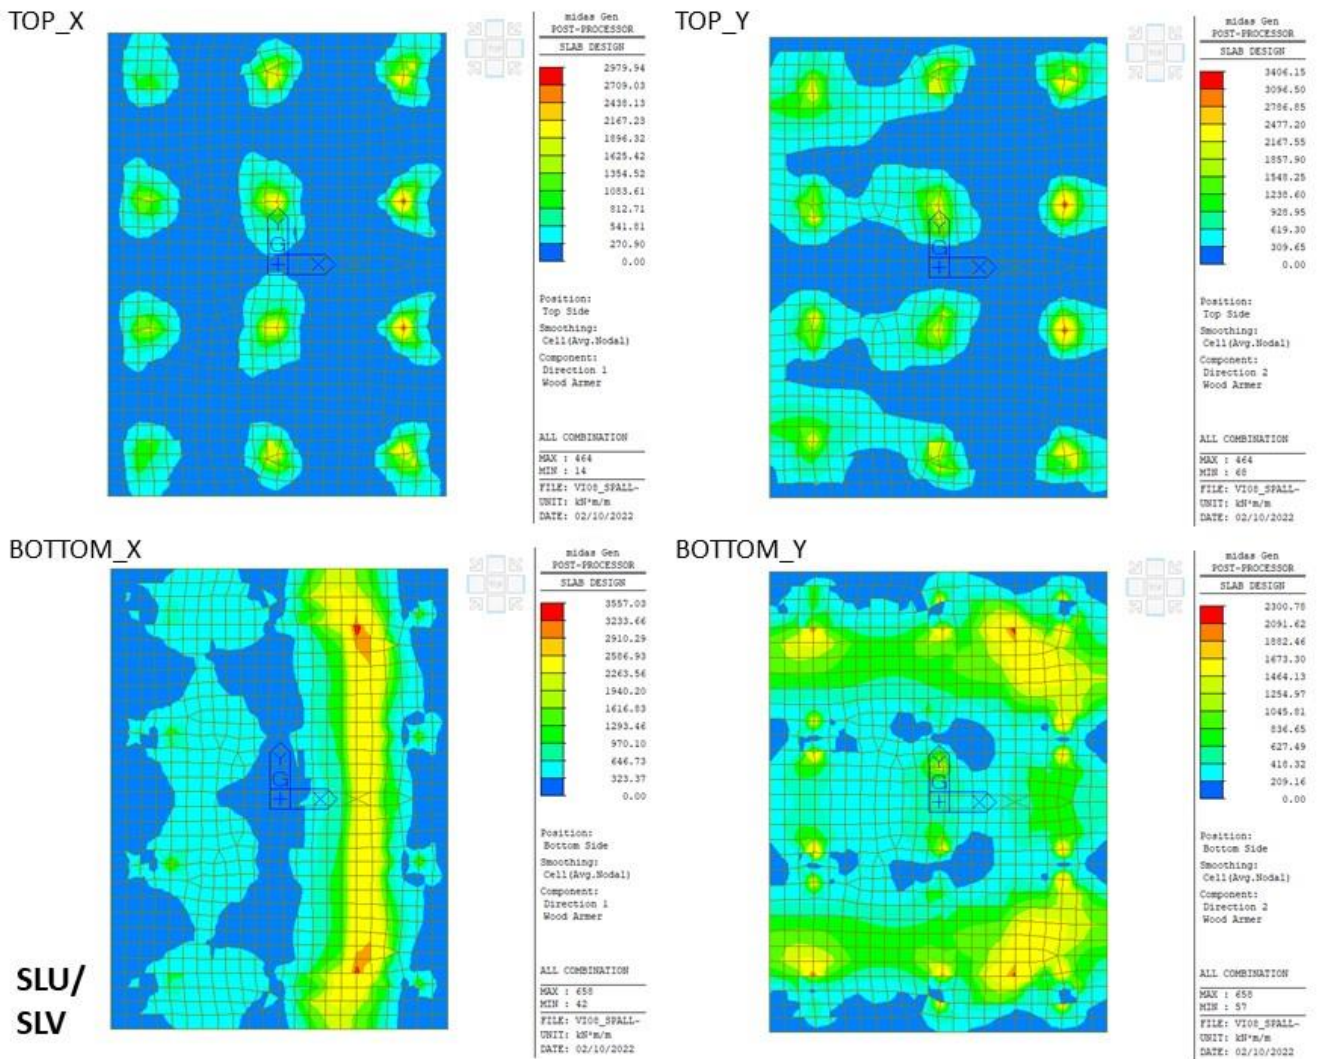 TOP_X
midas Gen
POST-PROCESSOR
SLAB DESIGN
2979.94
2709.03
2438.13
2167.23
1896.32
1625.42
1354.52
1083.61
812.71
541.81
270.90
0.00
Position:
Top Side
Smoothing:
Cell(Avg.Nodal)
Component:
Direction 1
Wood Armer
ALL COMBINATION
MAX : 464
MIN : 14
FILE: VI08_SPALL~
UNIT: kN*m/m
DATE: 02/10/2022
TOP
Y
G
X
TOP_Y
midas Gen
POST-PROCESSOR
SLAB DESIGN
3406.15
3096.50
2786.85
2477.20
2167.55
1857.90
1548.25
1238.60
928.95
619.30
309.65
0.00
Position:
Top Side
Smoothing:
Cell(Avg.Nodal)
Component:
Direction 2
Wood Armer
ALL COMBINATION
MAX : 464
MIN : 68
FILE: VI08_SPALL~
UNIT: kN*m/m
DATE: 02/10/2022
TOP
Y
G
X
BOTTOM_X
midas Gen
POST-PROCESSOR
SLAB DESIGN
3557.03
3233.66
2910.29
2586.93
2263.56
1940.20
1616.83
1293.46
970.10
646.73
323.37
0.00
Position:
Bottom Side
Smoothing:
Cell(Avg.Nodal)
Component:
Direction 1
Wood Armer
ALL COMBINATION
MAX : 658
MIN : 42
FILE: VI08_SPALL~
UNIT: kN*m/m
DATE: 02/10/2022
TOP
Y
G
X
SLU/
SLV
BOTTOM_Y
midas Gen
POST-PROCESSOR
SLAB DESIGN
2300.78
2091.62
1882.46
1673.30
1464.13
1254.97
1045.81
836.65
627.49
418.32
209.16
0.00
Position:
Bottom Side
Smoothing:
Cell(Avg.Nodal)
Component:
Direction 2
Wood Armer
ALL COMBINATION
MAX : 658
MIN : 57
FILE: VI08_SPALL~
UNIT: kN*m/m
DATE: 02/10/2022
TOP
Y
G
X